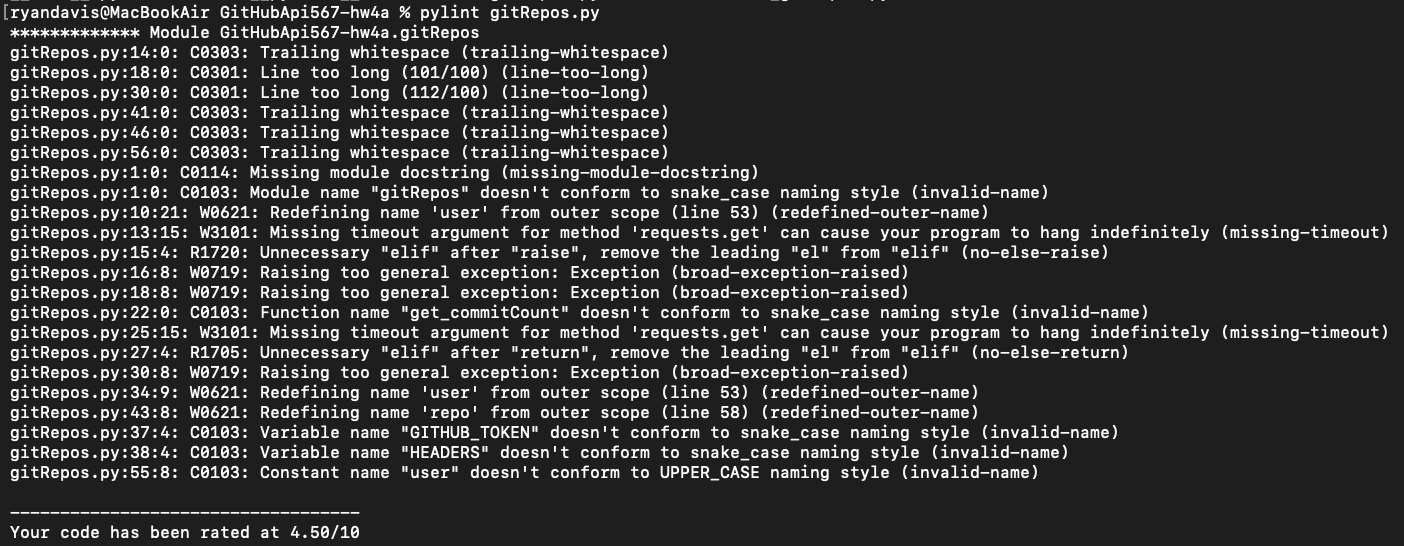 [ryandavis@MacBookAir GitHubApi567-hw4a % pylint gitRepos.py
************* Module GitHubApi567-hw4a.gitRepos
gitRepos.py:14:0: C0303: Trailing whitespace (trailing-whitespace)
gitRepos.py:18:0: C0301: Line too long (101/100) (line-too-long)
gitRepos.py:30:0: C0301: Line too long (112/100) (line-too-long)
gitRepos.py:41:0: C0303: Trailing whitespace (trailing-whitespace)
gitRepos.py:46:0: C0303: Trailing whitespace (trailing-whitespace)
gitRepos.py:56:0: C0303: Trailing whitespace (trailing-whitespace)
gitRepos.py:1:0: C0114: Missing module docstring (missing-module-docstring)
gitRepos.py:1:0: C0103: Module name "gitRepos" doesn't conform to snake_case naming style (invalid-name)
gitRepos.py:10:21: W0621: Redefining name 'user' from outer scope (line 53) (redefined-outer-name)
gitRepos.py:13:15: W3101: Missing timeout argument for method 'requests.get' can cause your program to hang indefinitely (missing-timeout)
gitRepos.py:15:4: R1720: Unnecessary "elif" after "raise", remove the leading "el" from "elif" (no-else-raise)
gitRepos.py:16:8: W0719: Raising too general exception: Exception (broad-exception-raised)
gitRepos.py:18:8: W0719: Raising too general exception: Exception (broad-exception-raised)
gitRepos.py:22:0: C0103: Function name "get_commitCount" doesn't conform to snake_case naming style (invalid-name)
gitRepos.py:25:15: W3101: Missing timeout argument for method 'requests.get' can cause your program to hang indefinitely (missing-timeout)
gitRepos.py:27:4: R1705: Unnecessary "elif" after "return", remove the leading "el" from "elif" (no-else-return)
gitRepos.py:30:8: W0719: Raising too general exception: Exception (broad-exception-raised)
gitRepos.py:34:9: W0621: Redefining name 'user' from outer scope (line 53) (redefined-outer-name)
gitRepos.py:43:8: W0621: Redefining name 'repo' from outer scope (line 58) (redefined-outer-name)
gitRepos.py:37:4: C0103: Variable name "GITHUB_TOKEN" doesn't conform to snake_case naming style (invalid-name)
gitRepos.py:38:4: C0103: Variable name "HEADERS" doesn't conform to snake_case naming style (invalid-name)
gitRepos.py:55:8: C0103: Constant name "user" doesn't conform to UPPER_CASE naming style (invalid-name)
-----------------------------------
Your code has been rated at 4.50/10